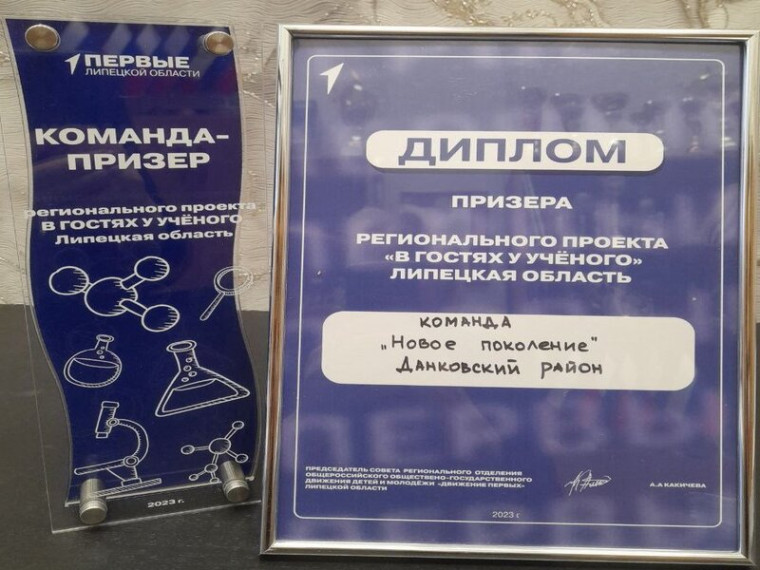 ПЕРВЫЕ
ЛИПЕЦКОЙ ОБЛАСТИ
КОМАНДА-
ПРИЗЕР
регионального проекта
В ГОСТЯХ У УЧЁНОГО
Липецкая область
2023 г.
ДИПЛОМ
ПРИЗЕРА
РЕГИОНАЛЬНОГО ПРОЕКТА
«В ГОСТЯХ У УЧЁНОГО»
ЛИПЕЦКАЯ ОБЛАСТЬ
КОМАНДА
„Новое поколение"
Данковский район
ПРЕДСЕДАТЕЛЬ СОВЕТА РЕГИОНАЛЬНОГО ОТДЕЛЕНИЯ
ОБЩЕРОССИЙСКОГО ОБЩЕСТВЕННО-ГОСУДАРСТВЕННОГО
ДВИЖЕНИЯ ДЕТЕЙ И МОЛОДЁЖИ «ДВИЖЕНИЕ ПЕРВЫХ»
ЛИПЕЦКОЙ ОБЛАСТИ
А.А КАКИЧЕВА
2023 г